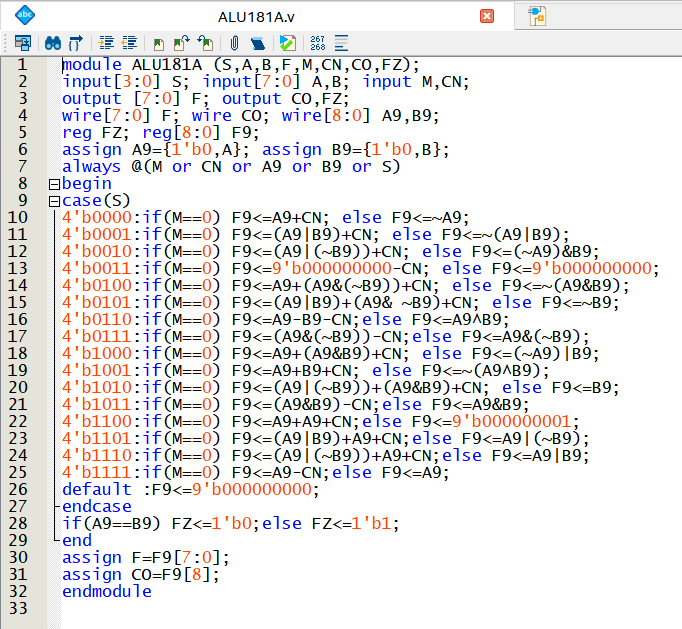 abc
ALU181A.v
267
268
1 module ALU181A (S,A,B,F,M,CN,CO,FZ);
2 input[3:0] S; input[7:0] A,B; input M,CN;
3 output [7:0] F; output CO,FZ;
4 wire[7:0] F; wire CO; wire[8:0] A9,B9;
5 reg FZ; reg[8:0] F9;
6 assign A9={1'b0,A}; assign B9={1'b0,B};
7 always @(M or CN or A9 or B9 or S)
8 begin
9 case(S)
10 4'b0000:if(M==0) F9<=A9+CN; else F9<=~A9;
11 4'b0001:if(M==0) F9<=(A9|B9)+CN; else F9<=~(A9|B9);
12 4'b0010:if(M==0) F9<=(A9|(~B9))+CN; else F9<=(~A9)&B9;
13 4'b0011:if(M==0) F9<=9'b000000000-CN; else F9<=9'b000000000;
14 4'b0100:if(M==0) F9<=A9+(A9&(~B9))+CN; else F9<=~(A9&B9);
15 4'b0101:if(M==0) F9<=(A9|B9)+(A9& ~B9)+CN; else F9<=~B9;
16 4'b0110:if(M==0) F9<=A9-B9-CN;else F9<=A9^B9;
17 4'b0111:if(M==0) F9<=(A9&(~B9))-CN;else F9<=A9&(~B9);
18 4'b1000:if(M==0) F9<=A9+(A9&B9)+CN; else F9<=(~A9)|B9;
19 4'b1001:if(M==0) F9<=A9+B9+CN; else F9<=~(A9^B9);
20 4'b1010:if(M==0) F9<=(A9|(~B9))+(A9&B9)+CN; else F9<=B9;
21 4'b1011:if(M==0) F9<=(A9&B9)-CN;else F9<=A9&B9;
22 4'b1100:if(M==0) F9<=A9+A9+CN;else F9<=9'b000000001;
23 4'b1101:if(M==0) F9<=(A9|B9)+A9+CN;else F9<=A9|(~B9);
24 4'b1110:if(M==0) F9<=(A9|(~B9))+A9+CN;else F9<=A9|B9;
25 4'b1111:if(M==0) F9<=A9-CN;else F9<=A9;
26 default :F9<=9'b000000000;
27 endcase
28 if(A9==B9) FZ<=1'b0;else FZ<=1'b1;
29 end
30 assign F=F9[7:0];
31 assign CO=F9[8];
32 endmodule
33